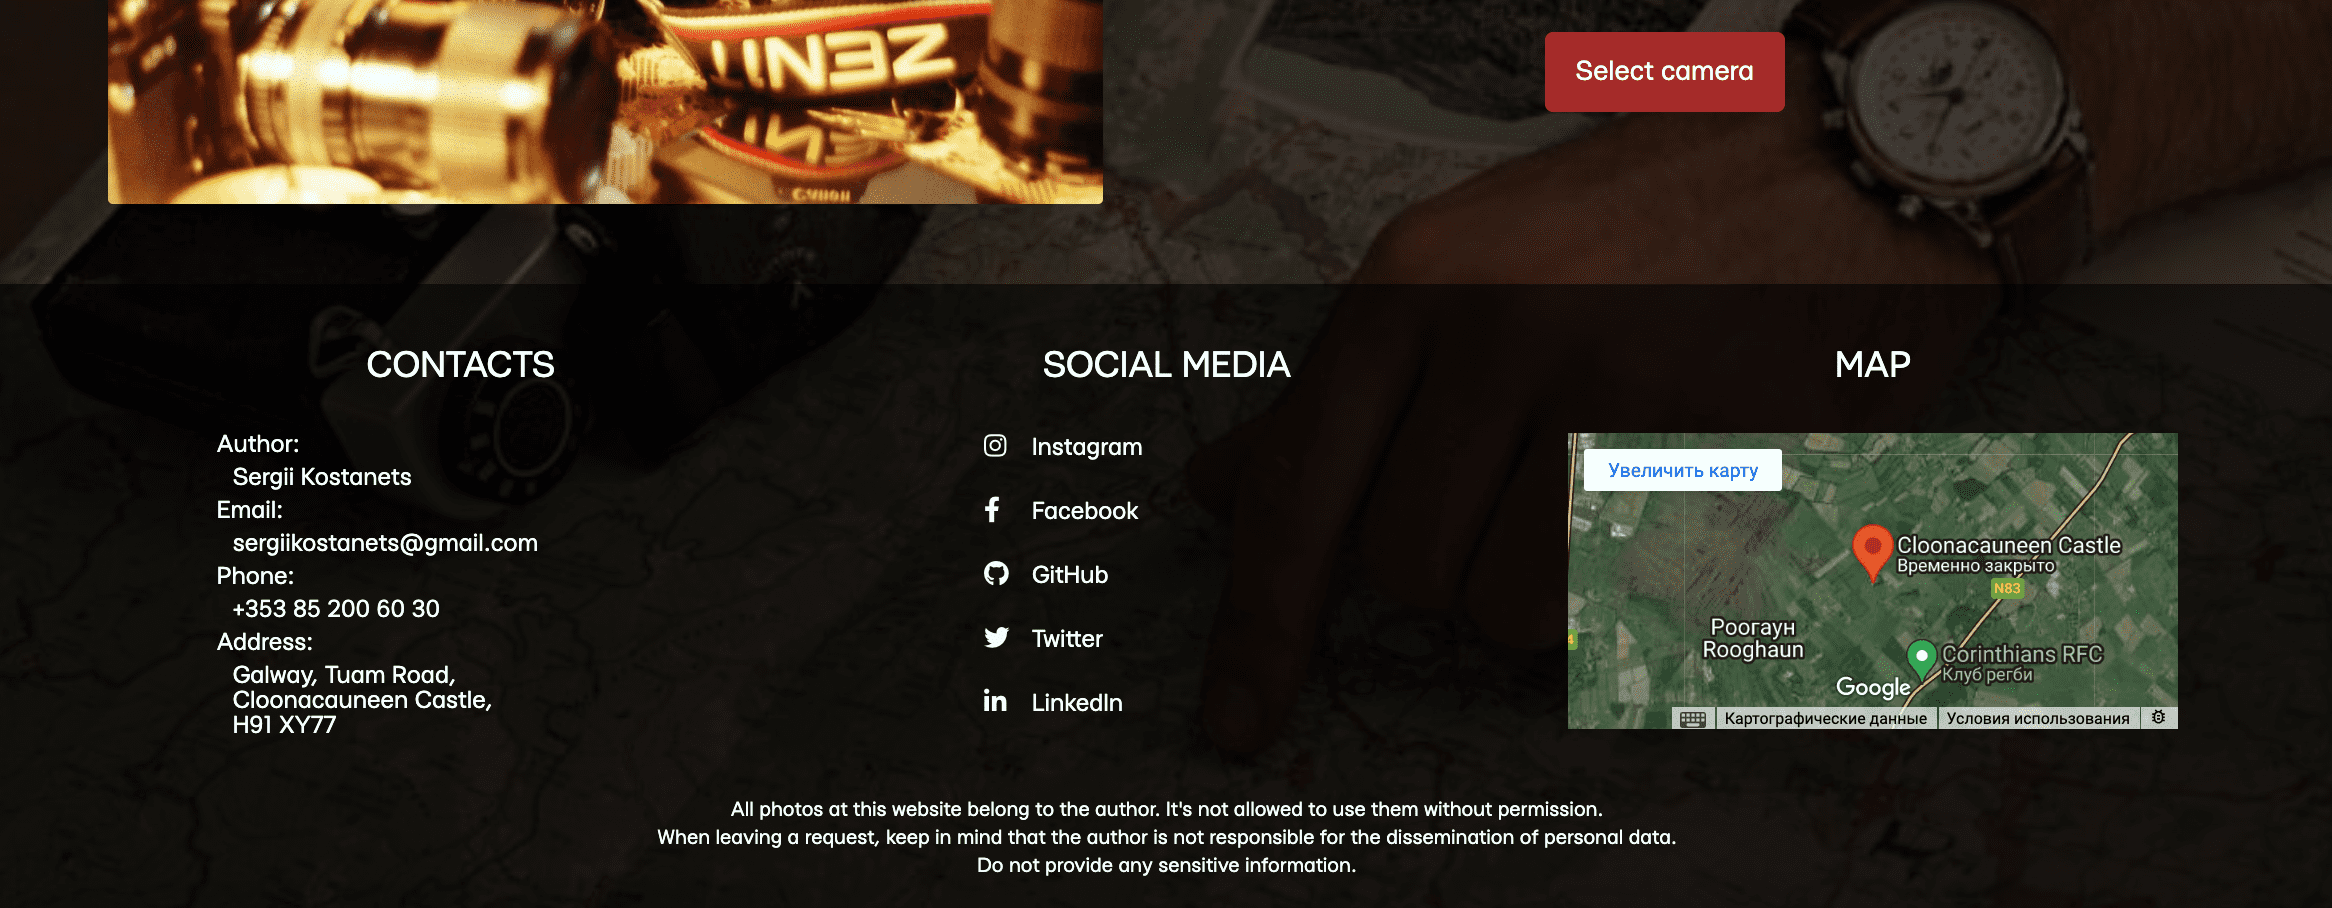 ZENIT
Select camera
CONTACTS
Author:
Sergii Kostanets
Email:
sergiikostanets@gmail.com
Phone:
+353 85 200 60 30
Address:
Galway, Tuam Road,
Cloonacauneen Castle,
H91 XY77
SOCIAL MEDIA
Instagram
Facebook
GitHub
Twitter
LinkedIn
MAP
Увеличить карту
Cloonacauneen Castle
Временно закрыто
N83
Роогаун
Rooghaun
Corinthians RFC
Клуб регби
Google
Картографические данные
Условия использования
All photos at this website belong to the author. It's not allowed to use them without permission.
When leaving a request, keep in mind that the author is not responsible for the dissemination of personal data.
Do not provide any sensitive information.